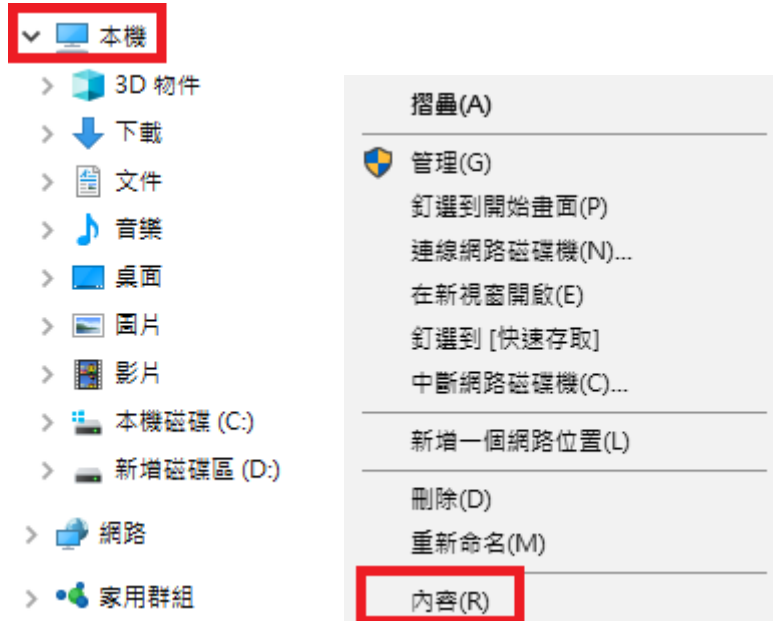 本機
3D 物件
下載
文件
音樂
桌面
圖片
影片
本機磁碟 (C:)
新增磁碟區 (D:)
網路
家用群組
摺疊(A)
管理(G)
釘選到開始畫面(P)
連線網路磁碟機(N)...
在新視窗開啟(E)
釘選到 [快速存取]
中斷網路磁碟機(C)...
新增一個網路位置(L)
刪除(D)
重新命名(M)
內容(R)